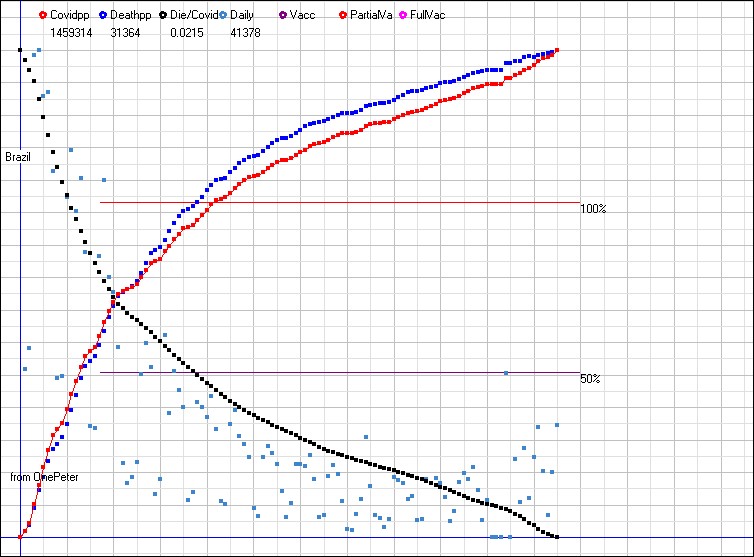 Covidpp Deathpp Die/Covid Daily Vacc PartialVa FullVac
1459314 31364 0.0215 41378
Brazil
100%
50%
from OnePeter